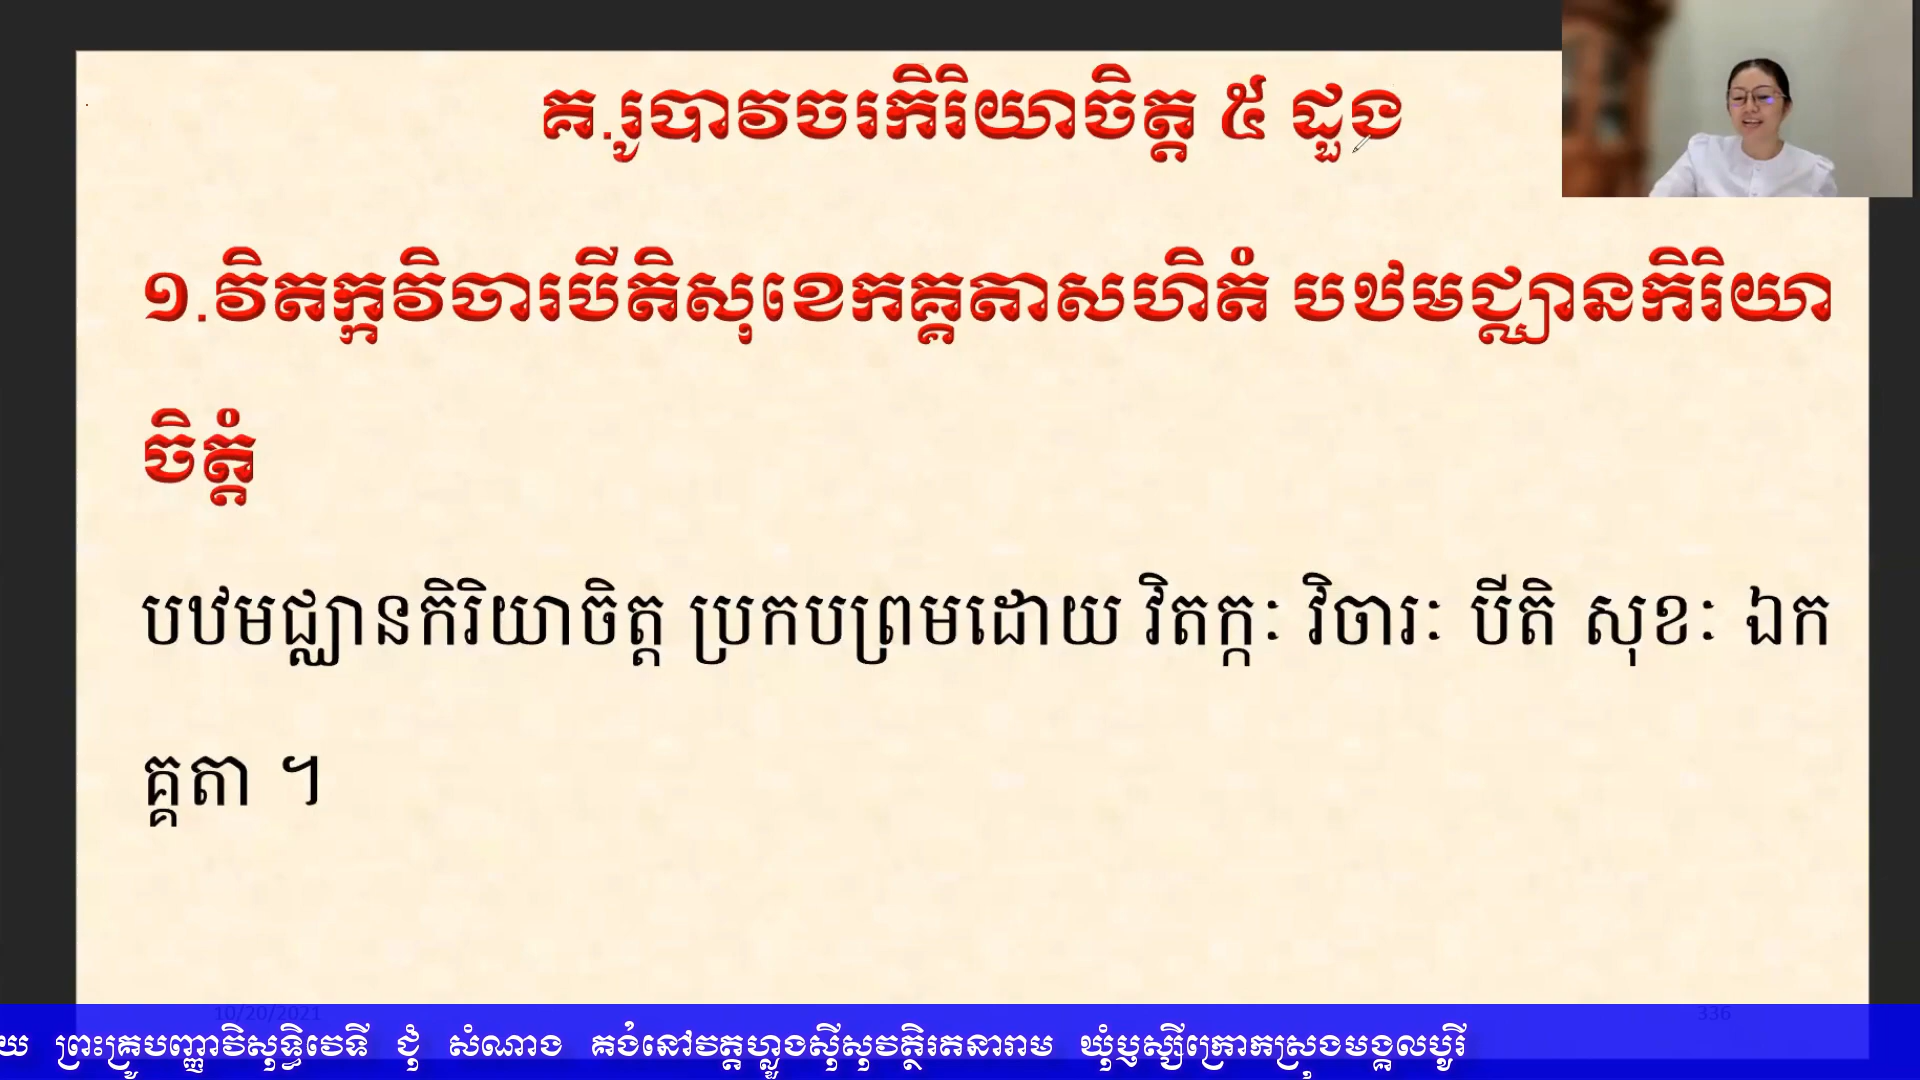 គ.រូបាវចរកិរិយាចិត្ត ៥ ដួង
១.វិតក្កវិចារបីតិសុខេកគ្គតាសហិតំ បឋមជ្ឈានកិរិយា
ចិត្តំ
បឋមជ្ឈានកិរិយាចិត្ត ប្រកបព្រមដោយ វិតក្កៈ វិចារៈ បីតិ សុខៈ ឯក
គ្គតា ។
10/20/2021
336
យ ព្រះគ្រូបញ្ញាវិសុទ្ធិវេទី ជុំ សំណាង គង់នៅវត្តហ្លួងស៊ីសុវត្ថិរតនារាម ឃុំឫស្សីក្រោកស្រុងមង្គលបូរី